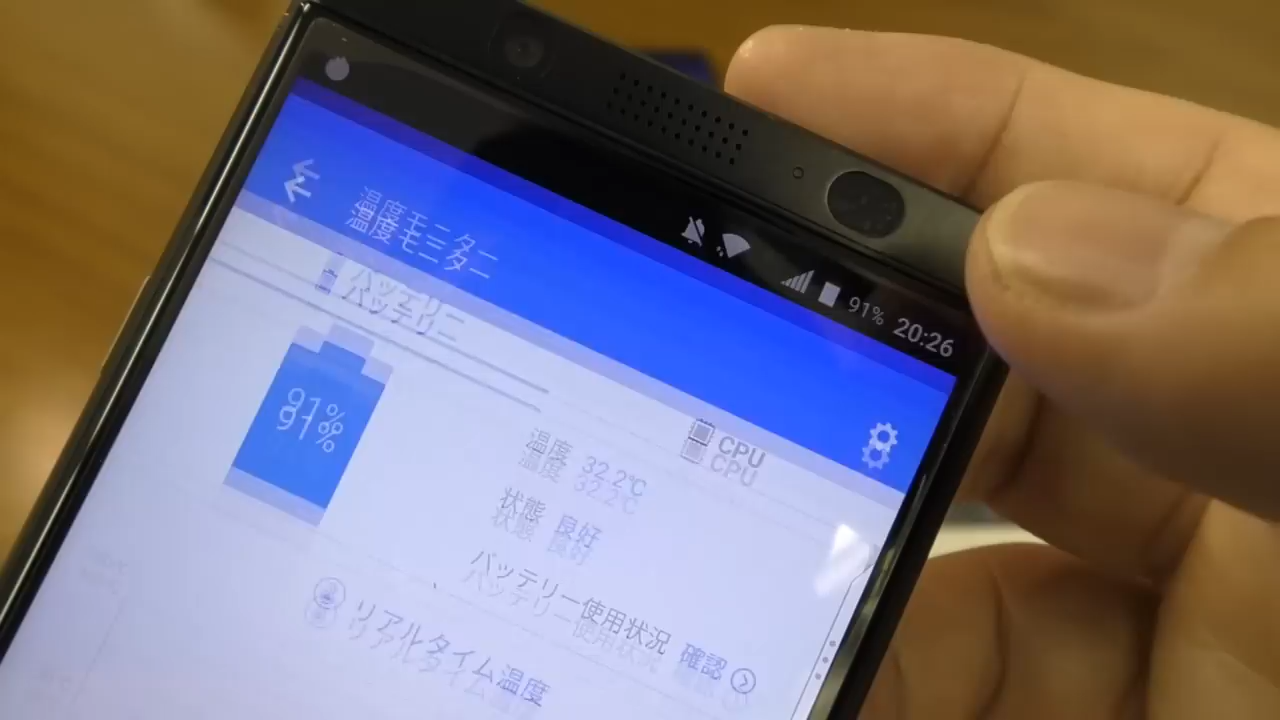 91% 20:26
温度モニター
バッテリー
CPU
91%
温度 32.2℃
状態 良好
バッテリー使用状況 確認
リアルタイム温度